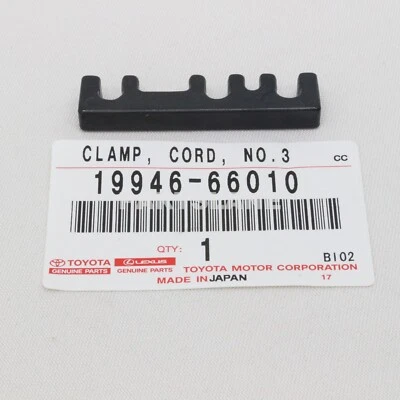 CLAMP, CORD, NO.3 CC
19946-66010
QTY: 1 BI02
TOYOTA LEXUS TOYOTA MOTOR CORPORATION
GENUINE PARTS GENUINE PARTS
MADE IN JAPAN 17